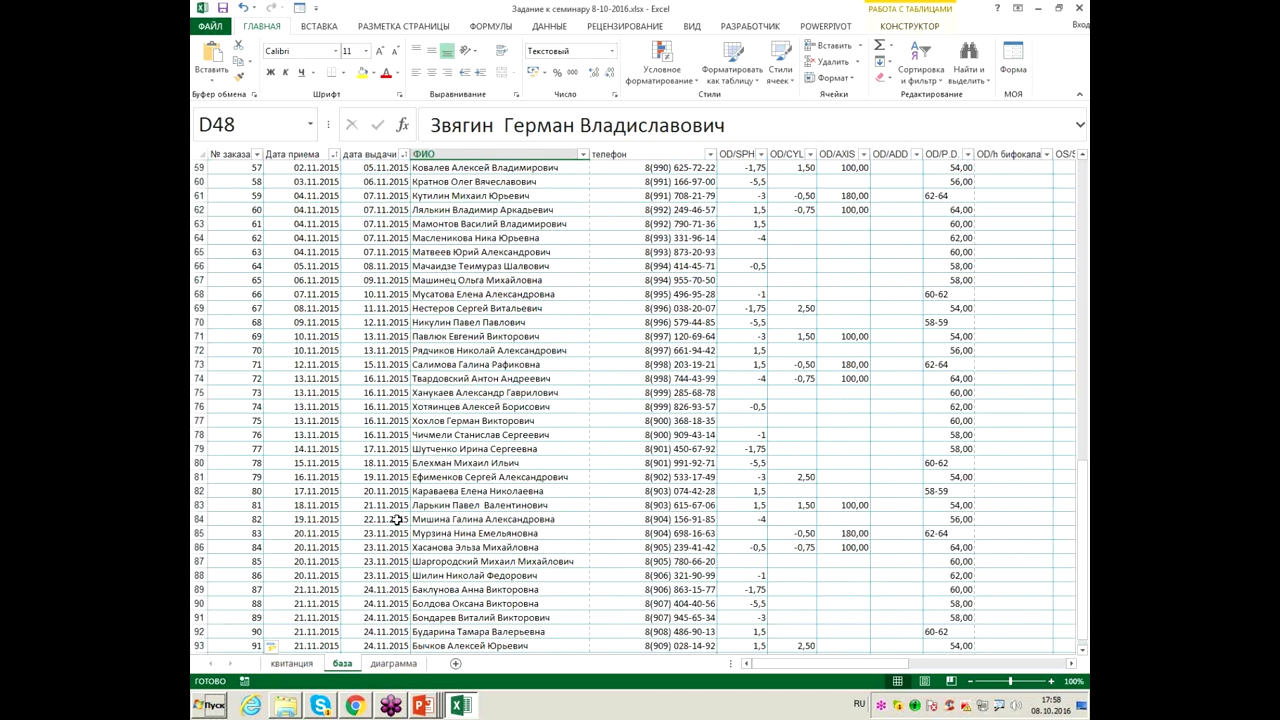 Задание к семинару 8-10-2016.xlsx - Excel
РАБОТА С ТАБЛИЦАМИ
ФАЙЛ ГЛАВНАЯ ВСТАВКА РАЗМЕТКА СТРАНИЦЫ ФОРМУЛЫ ДАННЫЕ РЕЦЕНЗИРОВАНИЕ ВИД РАЗРАБОТЧИК POWERPIVOT КОНСТРУКТОР Вход
Calibri 11 Текстовый
Вставить Ж К Ч Условное форматирование Форматировать как таблицу Стили ячеек Вставить Удалить Формат Сортировка и фильтр Найти и выделить Форма
Буфер обмена Шрифт Выравнивание Число Стили Ячейки Редактирование МОЯ
D48 Звягин Герман Владиславович
№ заказа Дата приема дата выдачи ФИО телефон OD/SPH OD/CYL OD/AXIS OD/ADD OD/P.D. OD/h бифокала OS/S
59 57 02.11.2015 05.11.2015 Ковалев Алексей Владимирович 8(990) 625-72-22 -1,75 1,50 100,00 54,00
60 58 03.11.2015 06.11.2015 Кратнов Олег Вячеславович 8(991) 166-97-00 -5,5 56,00
61 59 04.11.2015 07.11.2015 Кутилин Михаил Юрьевич 8(991) 708-21-79 -3 -0,50 180,00 62-64
62 60 04.11.2015 07.11.2015 Лялькин Владимир Аркадьевич 8(992) 249-46-57 1,5 -0,75 100,00 64,00
63 61 04.11.2015 07.11.2015 Мамонтов Василий Владимирович 8(992) 790-71-36 1,5 60,00
64 62 04.11.2015 07.11.2015 Масленикова Ника Юрьевна 8(993) 331-96-14 -4 62,00
65 63 04.11.2015 07.11.2015 Матвеев Юрий Александрович 8(993) 873-20-93 60,00
66 64 05.11.2015 08.11.2015 Мачаидзе Теимураз Шалвович 8(994) 414-45-71 -0,5 58,00
67 65 06.11.2015 09.11.2015 Машинец Ольга Михайловна 8(994) 955-70-50 58,00
68 66 07.11.2015 10.11.2015 Мусатова Елена Александровна 8(995) 496-95-28 -1 60-62
69 67 08.11.2015 11.11.2015 Нестеров Сергей Витальевич 8(996) 038-20-07 -1,75 2,50 54,00
70 68 09.11.2015 12.11.2015 Никулин Павел Павлович 8(996) 579-44-85 -5,5 58-59
71 69 10.11.2015 13.11.2015 Павлюк Евгений Викторович 8(997) 120-69-64 -3 1,50 100,00 54,00
72 70 10.11.2015 13.11.2015 Рядчиков Николай Александрович 8(997) 661-94-42 1,5 56,00
73 71 12.11.2015 15.11.2015 Салимова Галина Рафиковна 8(998) 203-19-21 1,5 -0,50 180,00 62-64
74 72 13.11.2015 16.11.2015 Твардовский Антон Андреевич 8(998) 744-43-99 -4 -0,75 100,00 64,00
75 73 13.11.2015 16.11.2015 Ханукаев Александр Гаврилович 8(999) 285-68-78 60,00
76 74 13.11.2015 16.11.2015 Хотяинцев Алексей Борисович 8(999) 826-93-57 -0,5 62,00
77 75 13.11.2015 16.11.2015 Хохлов Герман Викторович 8(900) 368-18-35 60,00
78 76 13.11.2015 16.11.2015 Чичмели Станислав Сергеевич 8(900) 909-43-14 -1 58,00
79 77 14.11.2015 17.11.2015 Шутченко Ирина Сергеевна 8(901) 450-67-92 -1,75 58,00
80 78 15.11.2015 18.11.2015 Блехман Михаил Ильич 8(901) 991-92-71 -5,5 60-62
81 79 16.11.2015 19.11.2015 Ефименков Сергей Александрович 8(902) 533-17-49 -3 2,50 54,00
82 80 17.11.2015 20.11.2015 Караваева Елена Николаевна 8(903) 074-42-28 1,5 58-59
83 81 18.11.2015 21.11.2015 Ларькин Павел Валентинович 8(903) 615-67-06 1,5 1,50 100,00 54,00
84 82 19.11.2015 22.11.2015 Мишина Галина Александровна 8(904) 156-91-85 -4 56,00
85 83 20.11.2015 23.11.2015 Мурзина Нина Емельяновна 8(904) 698-16-63 -0,50 180,00 62-64
86 84 20.11.2015 23.11.2015 Хасанова Эльза Михайловна 8(905) 239-41-42 -0,5 -0,75 100,00 64,00
87 85 20.11.2015 23.11.2015 Шаргородский Михаил Михайлович 8(905) 780-66-20 60,00
88 86 20.11.2015 23.11.2015 Шилин Николай Федорович 8(906) 321-90-99 -1 62,00
89 87 21.11.2015 24.11.2015 Баклунова Анна Викторовна 8(906) 863-15-77 -1,75 60,00
90 88 21.11.2015 24.11.2015 Болдова Оксана Викторовна 8(907) 404-40-56 -5,5 58,00
91 89 21.11.2015 24.11.2015 Бондарев Виталий Викторович 8(907) 945-65-34 -3 58,00
92 90 21.11.2015 24.11.2015 Бударина Тамара Валерьевна 8(908) 486-90-13 1,5 60-62
93 91 21.11.2015 24.11.2015 Бычков Алексей Юрьевич 8(909) 028-14-92 1,5 2,50 54,00
квитанция база диаграмма
ГОТОВО 100%
Пуск RU 17:58
08.10.2016